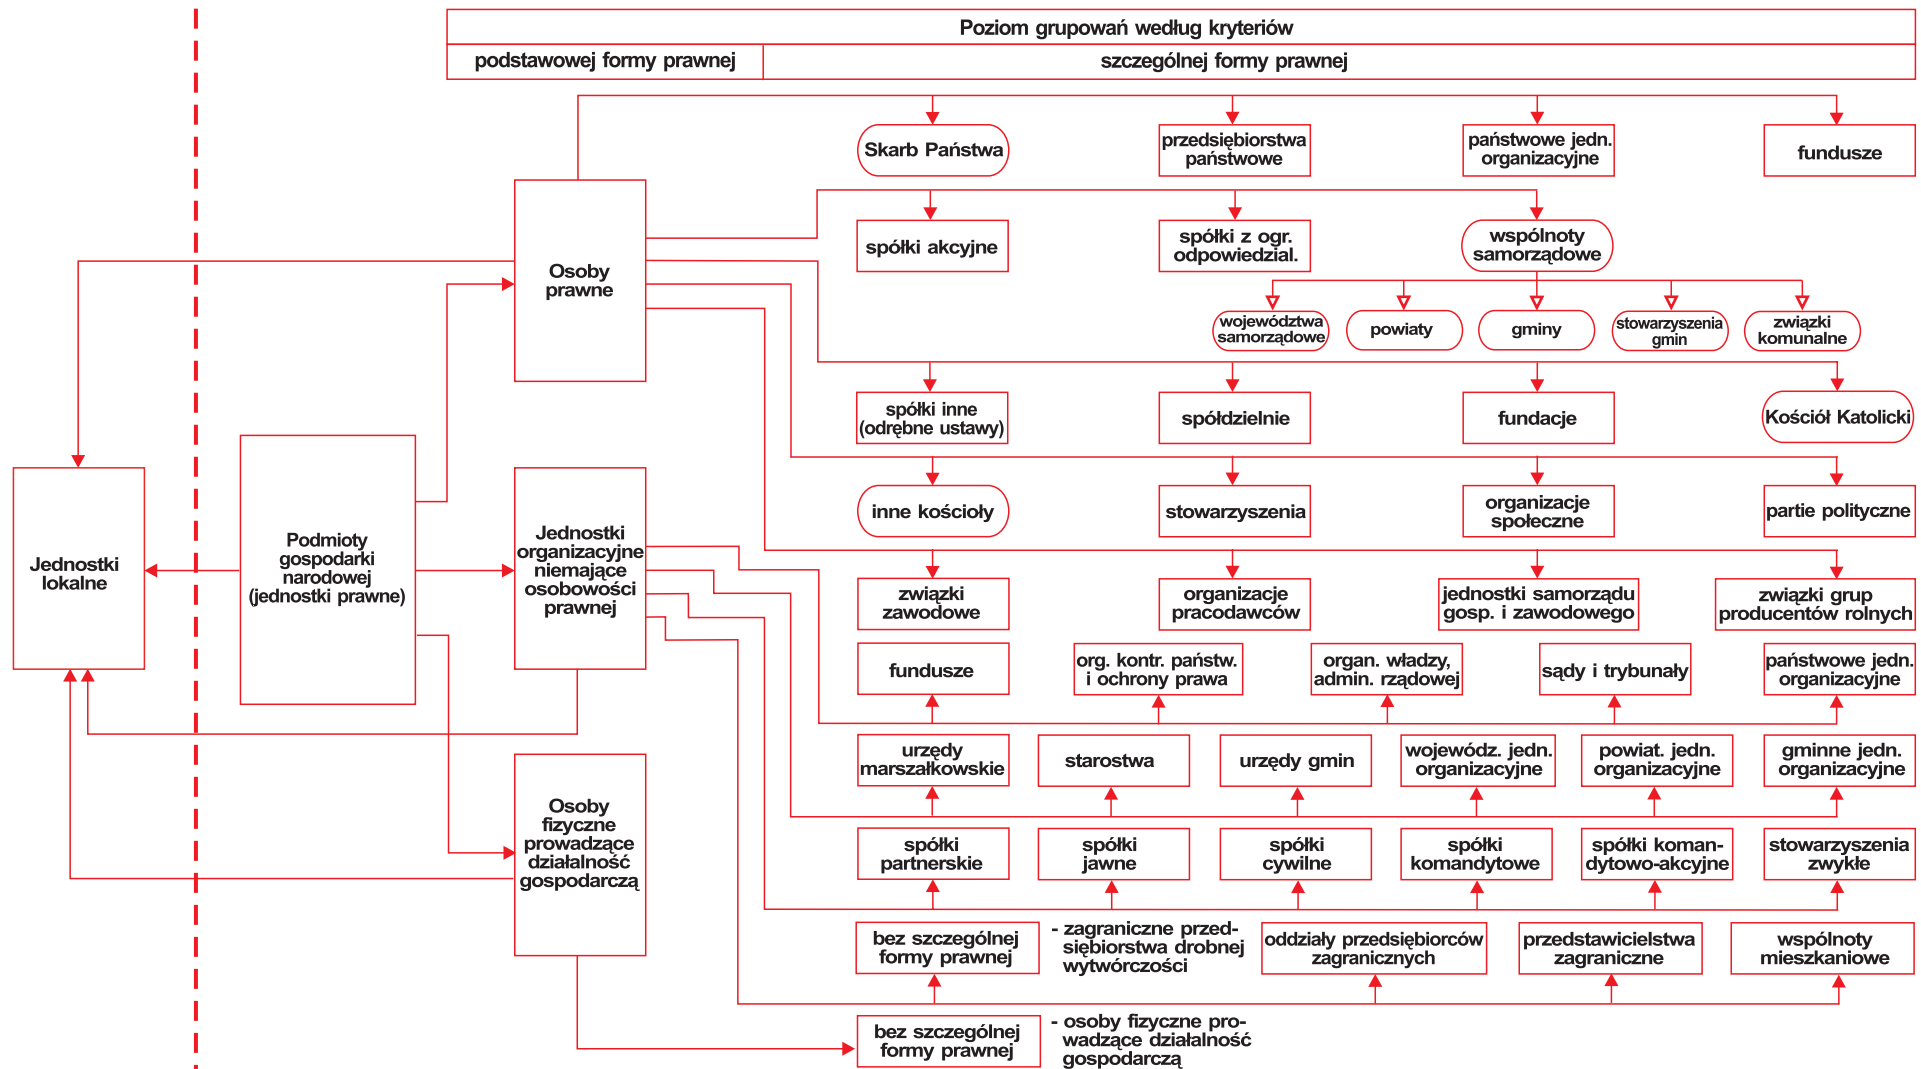 Poziom grupowań według kryteriów
podstawowej formy prawnej
szczególnej formy prawnej
Skarb Państwa
przedsiębiorstwa
państwowe
państwowe jedn.
organizacyjne
fundusze
spółki akcyjne
spółki z ogr.
odpowiedzial.
wspólnoty
samorządowe
Osoby
prawne
województwa
samorządowe
powiaty
gminy
stowarzyszenia
gmin
związki
komunalne
spółki inne
(odrębne ustawy)
spółdzielnie
fundacje
Kościół Katolicki
inne kościoły
stowarzyszenia
organizacje
społeczne
partie polityczne
Jednostki
lokalne
Podmioty
gospodarki
narodowej
(jednostki prawne)
Jednostki
organizacyjne
niemające
osobowości
prawnej
związki
zawodowe
organizacje
pracodawców
jednostki samorządu
gosp. i zawodowego
związki grup
producentów rolnych
fundusze
org. kontr. państw.
i ochrony prawa
organ. władzy,
admin. rządowej
sądy i trybunały
państwowe jedn.
organizacyjne
urzędy
marszałkowskie
starostwa
urzędy gmin
wojewódz. jedn.
organizacyjne
powiat. jedn.
organizacyjne
gminne jedn.
organizacyjne
Osoby
fizyczne
prowadzące
działalność
gospodarczą
spółki
partnerskie
spółki
jawne
spółki
cywilne
spółki
komandytowe
spółki koman-
dytowo-akcyjne
stowarzyszenia
zwykłe
bez szczególnej
formy prawnej
- zagraniczne przed-
siębiorstwa drobnej
wytwórczości
oddziały przedsiębiorców
zagranicznych
przedstawicielstwa
zagraniczne
wspólnoty
mieszkaniowe
bez szczególnej
formy prawnej
- osoby fizyczne pro-
wadzące działalność
gospodarczą